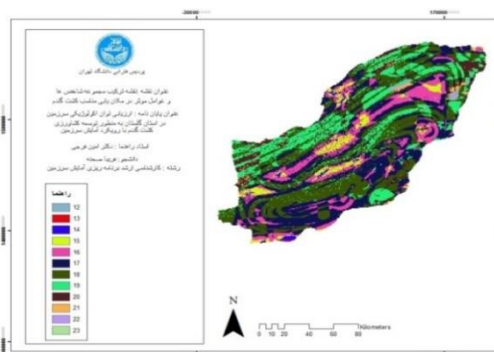 پردیس فارابی دانشگاه تهران
عنوان نقشه :نقشه ترکیب مجموعه شاخص ها
و عوامل موثر در مکان یابی مناسب کشت گندم
عنوان پایان نامه : ارزیابی توان اکولوژیکی سرزمین
در استان گلستان به منظور توسعه کشاورزی
کشت گندم با رویکرد آمایش سرزمین
استاد راهنما : دکتر امین فرجی
دانشجو: فریبا صحنه
رشته : کارشناسی ارشد برنامه ریزی آمایش سرزمین
راهنما
12
13
14
15
16
17
18
19
20
21
22
23
N
0 10 20 40 60 80
Kilometers